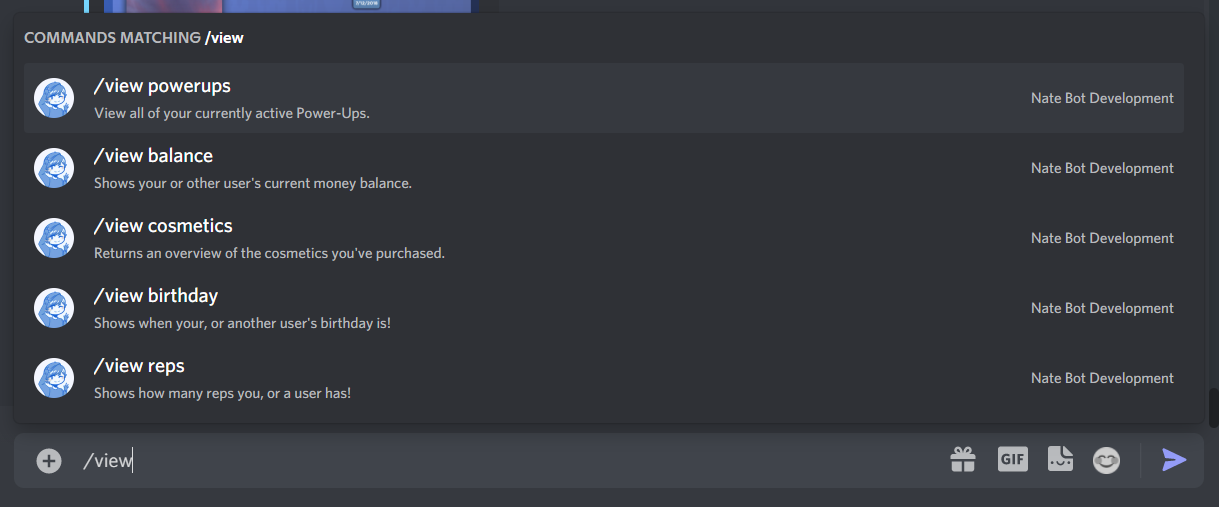 7/12/2018
COMMANDS MATCHING /view
/view powerups
View all of your currently active Power-Ups.
Nate Bot Development
/view balance
Shows your or other user's current money balance.
Nate Bot Development
/view cosmetics
Returns an overview of the cosmetics you've purchased.
Nate Bot Development
/view birthday
Shows when your, or another user's birthday is!
Nate Bot Development
/view reps
Shows how many reps you, or a user has!
Nate Bot Development
/view
GIF